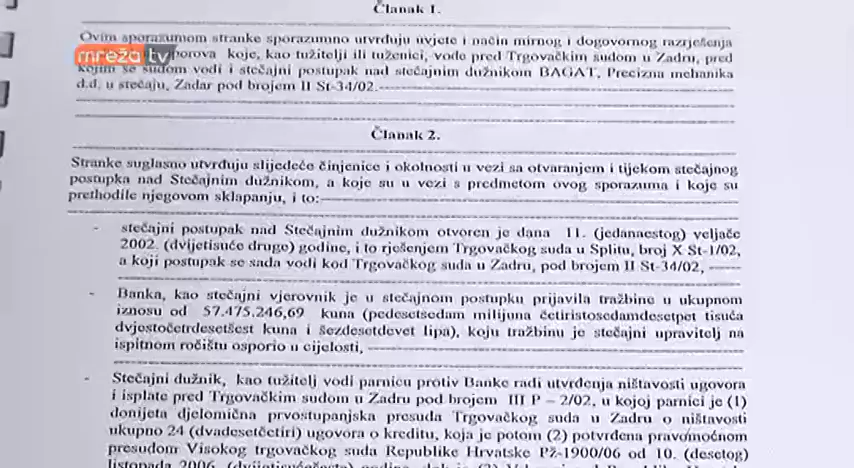 Članak 1.
Ovim sporazumom stranke sporazumno utvrđuju uvjete i način mirnog i dogovornog razrješenja
mreža tv sporova koje, kao tužitelji ili tuženici, vode pred Trgovačkim sudom u Zadru, pred
kojim se sudom vodi i stečajni postupak nad stečajnim dužnikom BAGAT, Precizna mehanika
d.d. u stečaju, Zadar pod brojem II St-34/02.
Članak 2.
Stranke suglasno utvrđuju slijedeće činjenice i okolnosti u vezi sa otvaranjem i tijekom stečajnog
postupka nad Stečajnim dužnikom, a koje su u vezi s predmetom ovog sporazuma i koje su
prethodile njegovom sklapanju, i to:
- stečajni postupak nad Stečajnim dužnikom otvoren je dana 11. (jedanaestog) veljače
2002. (dvijetisuće druge) godine, i to rješenjem Trgovačkog suda u Splitu, broj X St-1/02,
a koji postupak se sada vodi kod Trgovačkog suda u Zadru, pod brojem II St-34/02,
- Banka, kao stečajni vjerovnik je u stečajnom postupku prijavila tražbine u ukupnom
iznosu od 57.475.246,69 kuna (pedesetsedam milijuna četiristosedamdesetpet tisuća
dvjestočetrdesetšest kuna i šezdesetdevet lipa), koju tražbinu je stečajni upravitelj na
ispitnom ročištu osporio u cijelosti,
- Stečajni dužnik, kao tužitelj vodi parnicu protiv Banke radi utvrđenja ništavosti ugovora
i isplate pred Trgovačkim sudom u Zadru pod brojem III P – 2/02, u kojoj parnici je (1)
donijeta djelomična prvostupanjska presuda Trgovačkog suda u Zadru o ništavosti
ukupno 24 (dvadesetčetiri) ugovora o kreditu, koja je potom (2) potvrđena pravomoćnom
presudom Visokog trgovačkog suda Republike Hrvatske Pž-1900/06 od 10. (desetog)
listopada 2006.